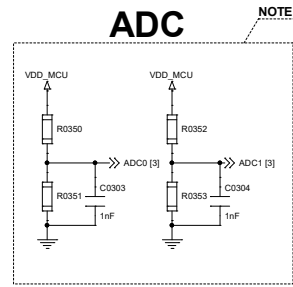 ADC
NOTE
VDD_MCU VDD_MCU
R0350 R0352
ADC0 [3] ADC1 [3]
C0303 C0304
R0351 R0353
1nF 1nF